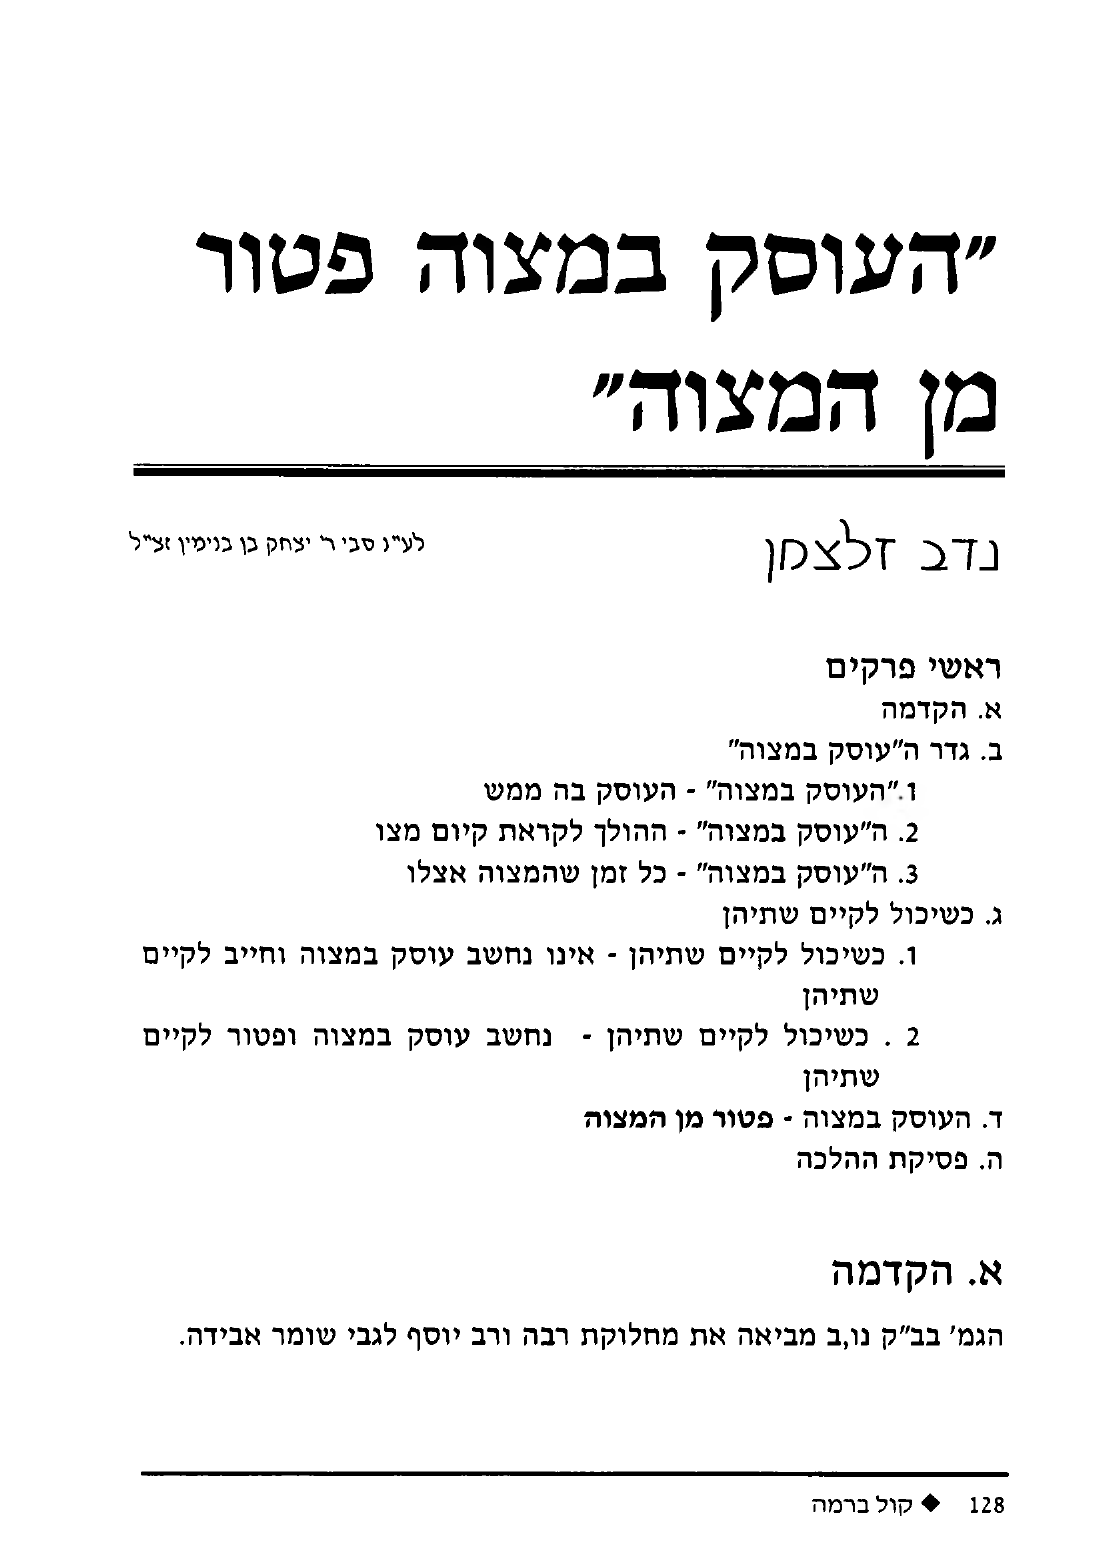 "העוסק במצוה פטור
מן המצוה"
נדב זלצמן
לע"נ סבי ר' יצחק בן בנימין זצ"ל
ראשי פרקים
א. הקדמה
ב. גדר ה"עוסק במצוה"
1."העוסק במצוה" - העוסק בה ממש
2. ה"עוסק במצוה" - ההולך לקראת קיום מצו
3. ה"עוסק במצוה" - כל זמן שהמצוה אצלו
ג. כשיכול לקיים שתיהן
1. כשיכול לקיים שתיהן - אינו נחשב עוסק במצוה וחייב לקיים
שתיהן
2 . כשיכול לקיים שתיהן - נחשב עוסק במצוה ופטור לקיים
שתיהן
ד. העוסק במצוה - פטור מן המצוה
ה. פסיקת ההלכה
א. הקדמה
הגמ' בב"ק נו,ב מביאה את מחלוקת רבה ורב יוסף לגבי שומר אבידה.
128 ◆ קול ברמה